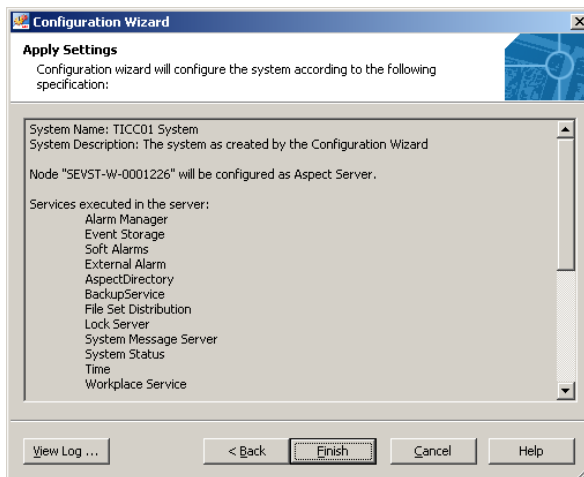 Configuration Wizard
Apply Settings
Configuration wizard will configure the system according to the following
specification:
System Name: TICC01 System
System Description: The system as created by the Configuration Wizard
Node "SEVST-W-0001226" will be configured as Aspect Server.
Services executed in the server:
Alarm Manager
Event Storage
Soft Alarms
External Alarm
AspectDirectory
BackupService
File Set Distribution
Lock Server
System Message Server
System Status
Time
Workplace Service
View Log ... < Back Finish Cancel Help